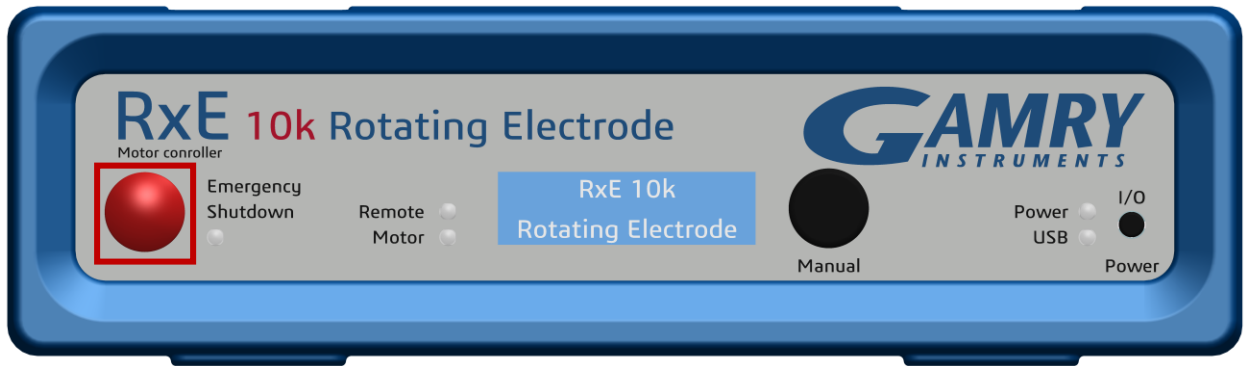 RxE 10k Rotating Electrode
Motor conroller
GAMRY
INSTRUMENTS
Emergency
Shutdown
Remote
Motor
RxE 10k
Rotating Electrode
Manual
Power
USB
I/O
Power